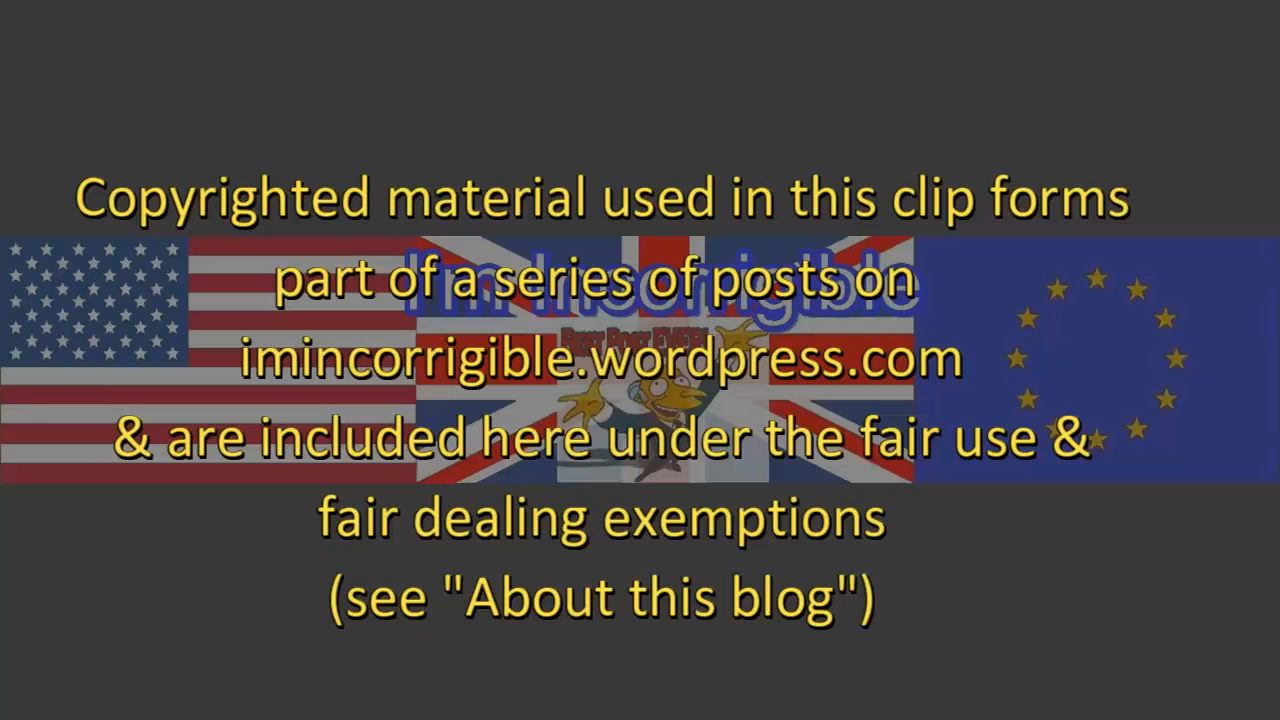 Copyrighted material used in this clip forms
part of a series of posts on
I'm Incorrigible
imincorrigible.wordpress.com
& are included here under the fair use &
fair dealing exemptions
(see "About this blog")